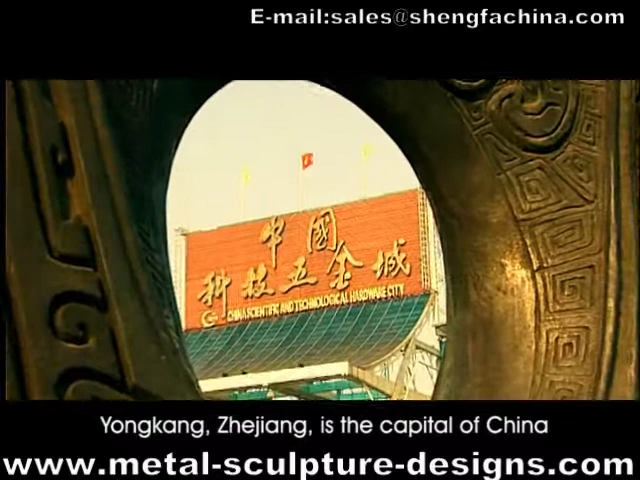 E-mail:sales@shengfachina.com
中国
科技五金城
CHINA SCIENTIFIC AND TECHNOLOGICAL HARDWARE CITY
Yongkang, Zhejiang, is the capital of China
www.metal-sculpture-designs.com